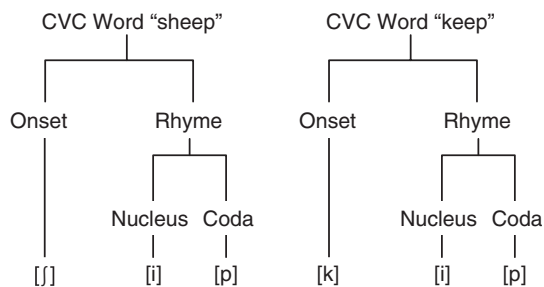 CVC Word “sheep” CVC Word “keep”
Onset Rhyme Onset Rhyme
Nucleus Coda Nucleus Coda
[ʃ] [i] [p] [k] [i] [p]